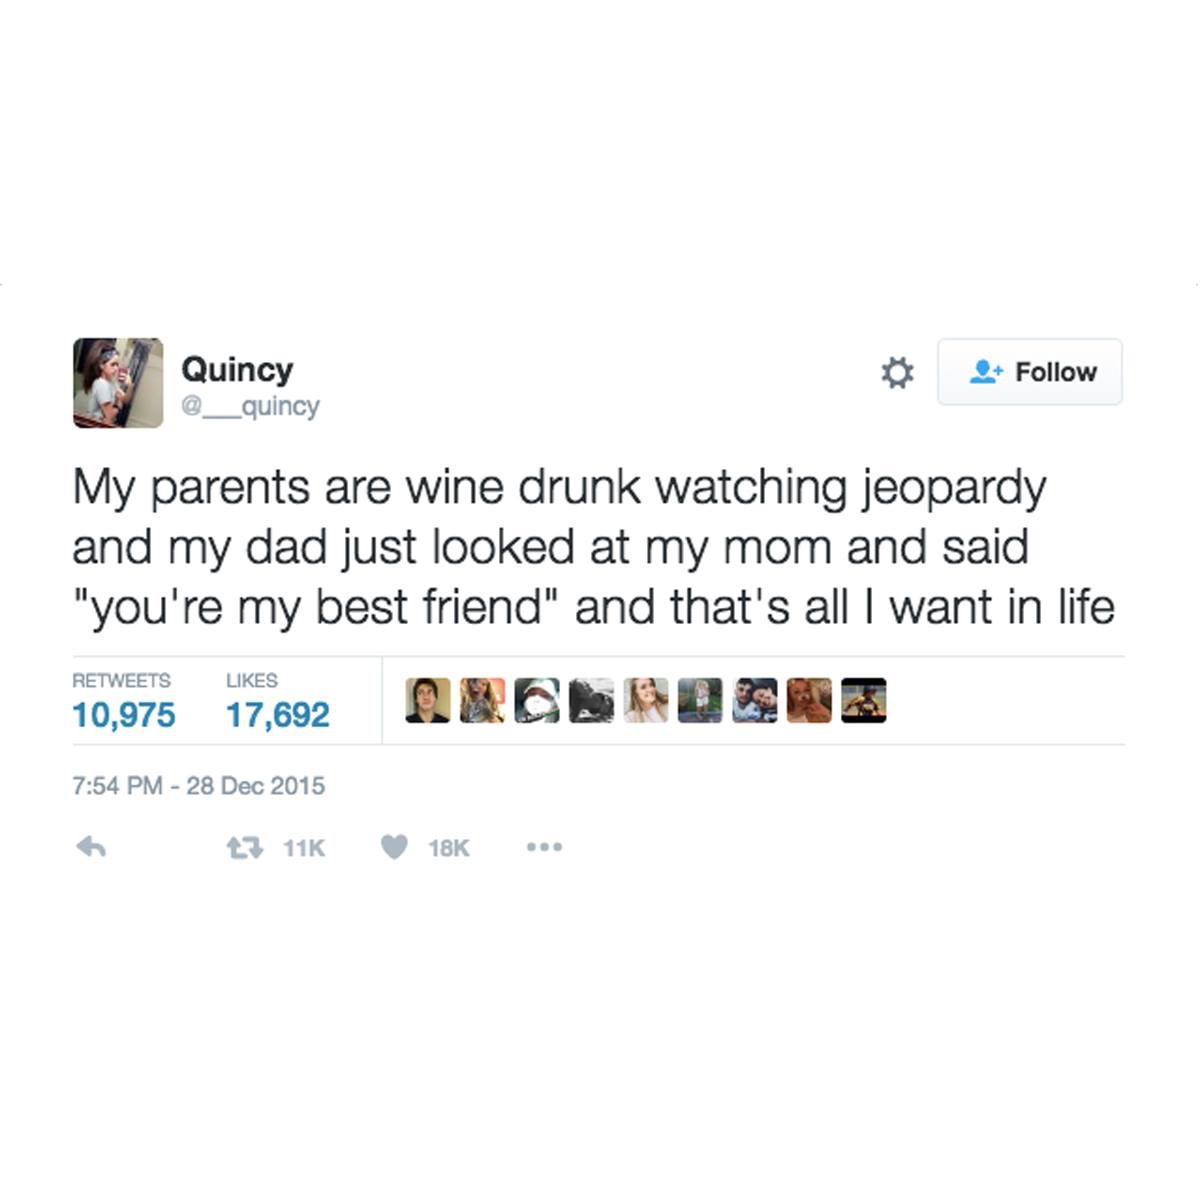 Quincy
@___quincy
Follow
My parents are wine drunk watching jeopardy
and my dad just looked at my mom and said
"you're my best friend" and that's all I want in life
RETWEETS LIKES
10,975 17,692
7:54 PM - 28 Dec 2015
11K 18K